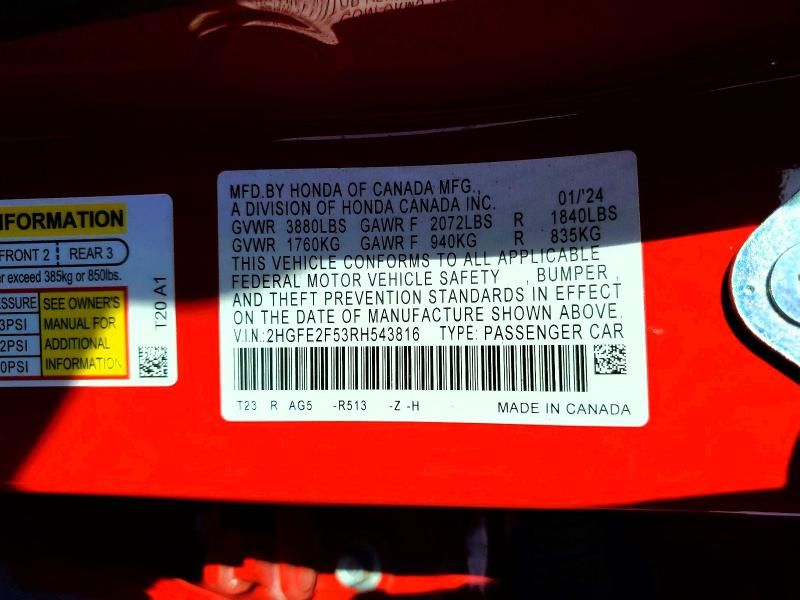 INFORMATION
FRONT 2 | REAR 3
er exceed 385kg or 850lbs.
SSURE SEE OWNER'S
3PSI MANUAL FOR
2PSI ADDITIONAL
0PSI INFORMATION
T20 A1
MFD.BY HONDA OF CANADA MFG.,
A DIVISION OF HONDA CANADA INC. 01/'24
GVWR 3880LBS GAWR F 2072LBS R 1840LBS
GVWR 1760KG GAWR F 940KG R 835KG
THIS VEHICLE CONFORMS TO ALL APPLICABLE
FEDERAL MOTOR VEHICLE SAFETY , BUMPER ,
AND THEFT PREVENTION STANDARDS IN EFFECT
ON THE DATE OF MANUFACTURE SHOWN ABOVE.
V.I.N.:2HGFE2F53RH543816 TYPE: PASSENGER CAR
T23 R AG5 -R513 -Z -H MADE IN CANADA